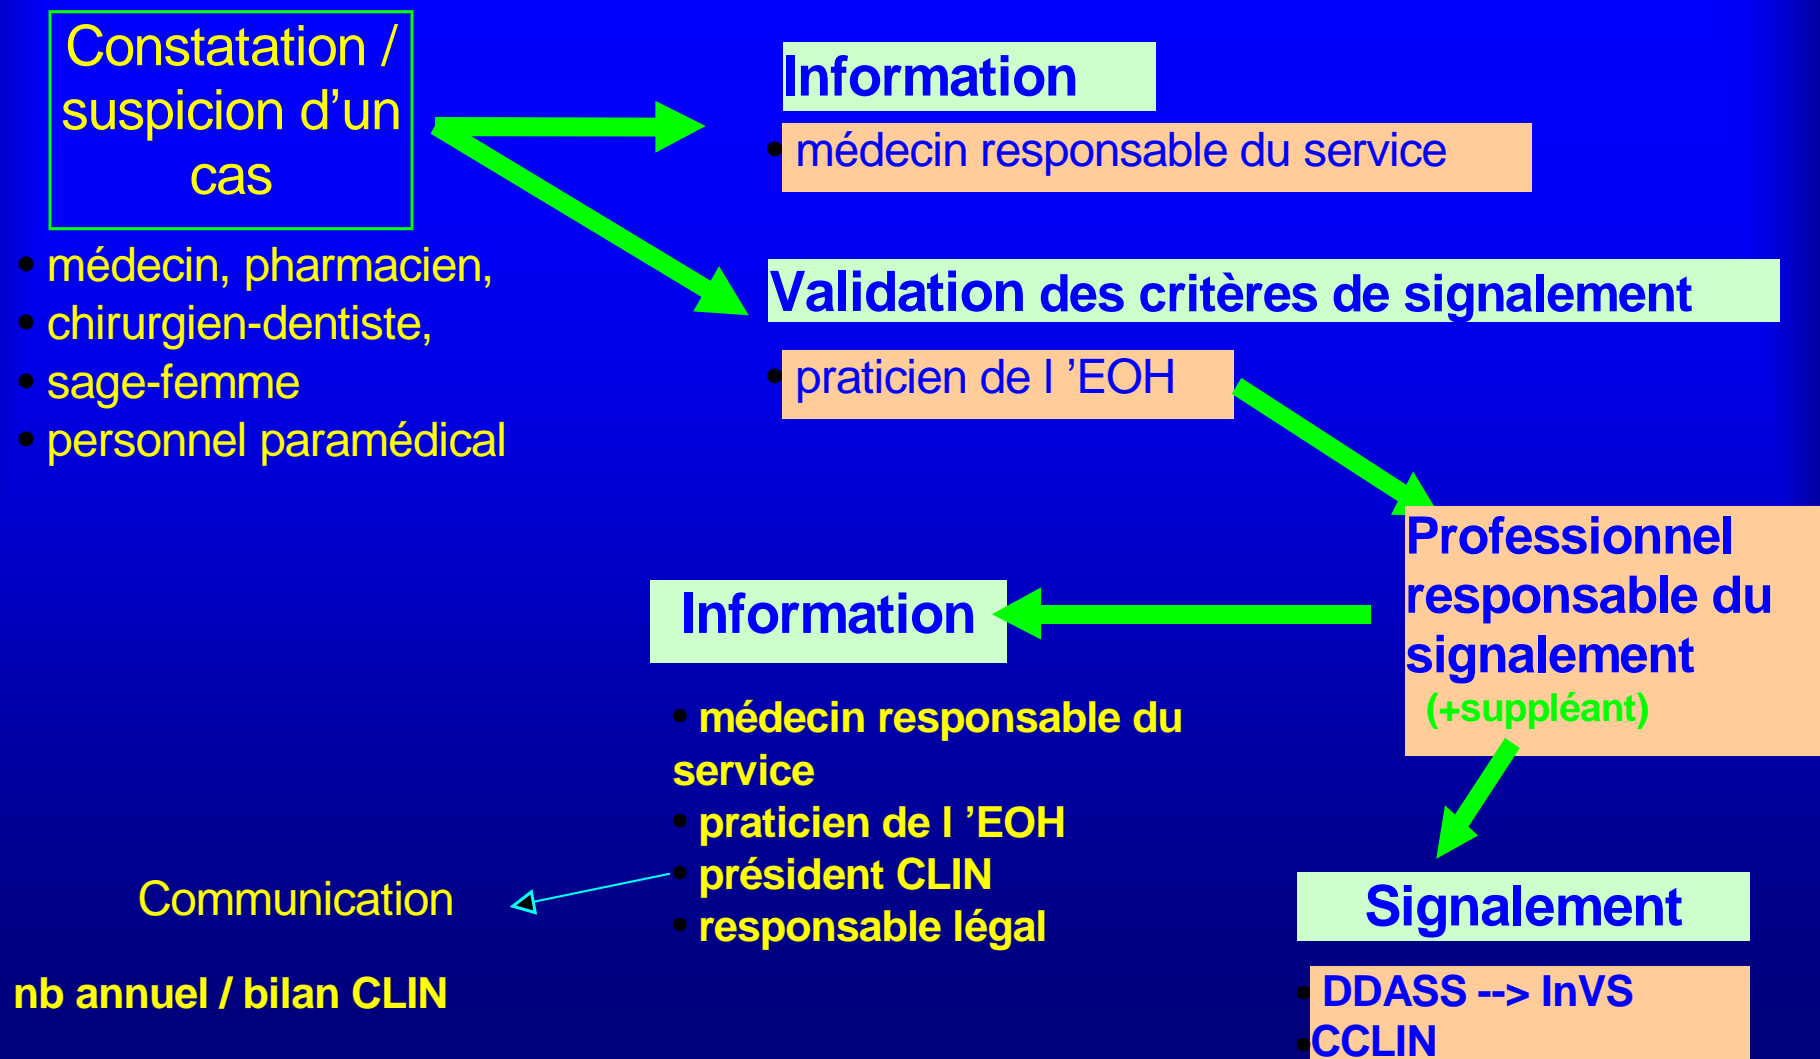 Constatation /
suspicion d'un
cas
• médecin, pharmacien,
• chirurgien-dentiste,
• sage-femme
• personnel paramédical
Information
• médecin responsable du service
Validation des critères de signalement
• praticien de l ’EOH
Professionnel
responsable du
signalement
(+suppléant)
Information
• médecin responsable du
service
• praticien de l ’EOH
• président CLIN
• responsable légal
Communication
nb annuel / bilan CLIN
Signalement
• DDASS --> InVS
•CCLIN